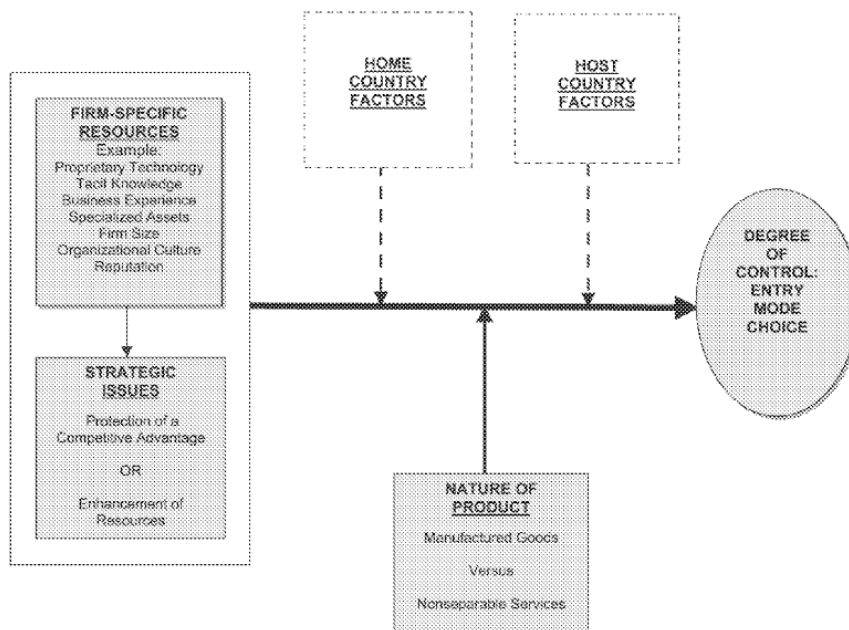 HOME
COUNTRY
FACTORS
HOST
COUNTRY
FACTORS
FIRM-SPECIFIC
RESOURCES
Example:
Proprietary Technology
Tacit Knowledge
Business Experience
Specialized Assets
Firm Size
Organizational Culture
Reputation
DEGREE
OF
CONTROL:
ENTRY
MODE
CHOICE
STRATEGIC
ISSUES
Protection of a
Competitive Advantage
OR
Enhancement of
Resources
NATURE OF
PRODUCT
Manufactured Goods
Versus
Nonseparable Services